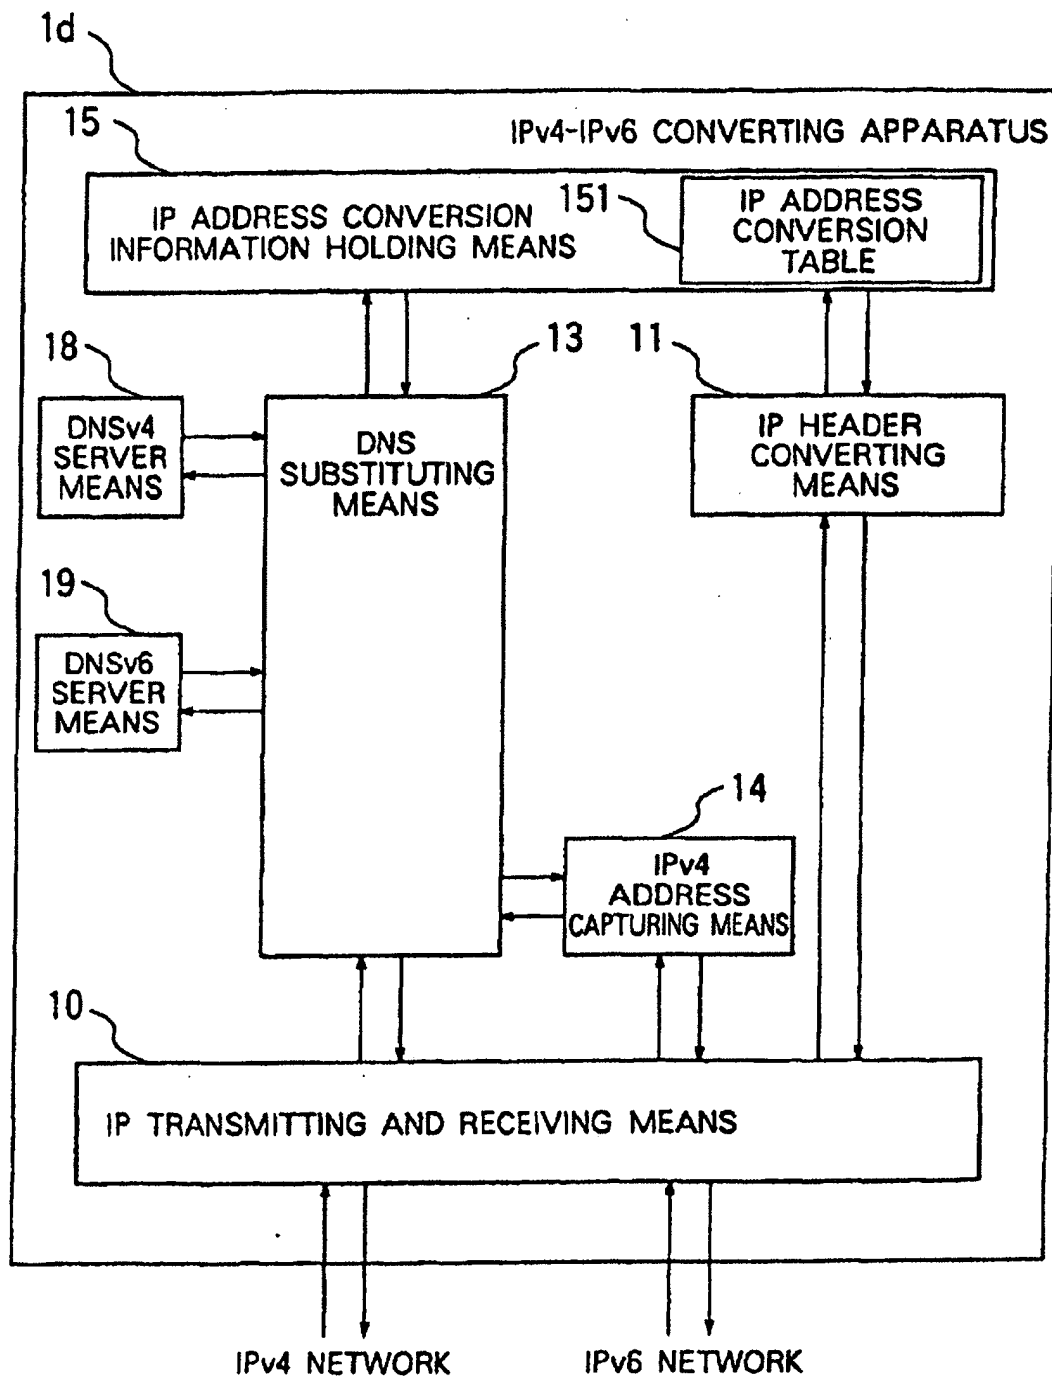 1d
15
IPv4-IPv6 CONVERTING APPARATUS
IP ADDRESS CONVERSION
INFORMATION HOLDING MEANS
151
IP ADDRESS
CONVERSION
TABLE
18
13
11
DNSv4
SERVER
MEANS
DNS
SUBSTITUTING
MEANS
IP HEADER
CONVERTING
MEANS
19
DNSv6
SERVER
MEANS
14
IPv4
ADDRESS
CAPTURING MEANS
10
IP TRANSMITTING AND RECEIVING MEANS
IPv4 NETWORK
IPv6 NETWORK